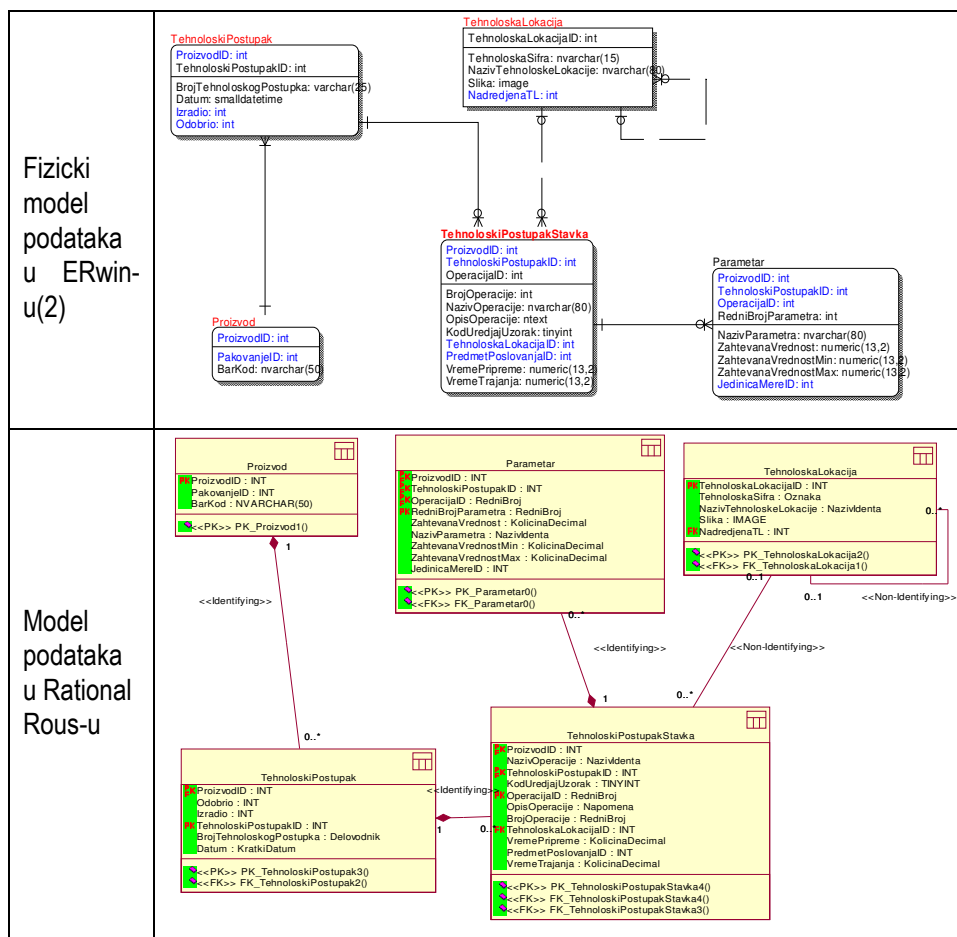 Fizicki
model
podataka
u ERwin-
u(2)
TehnoloskiPostupak
ProizvodID: int
TehnoloskiPostupakID: int
BrojTehnoloskogPostupka: varchar(25)
Datum: smalldatetime
Izradio: int
Odobrio: int
TehnoloskaLokacija
TehnoloskaLokacijaID: int
TehnoloskaSifra: nvarchar(15)
NazivTehnoloskeLokacije: nvarchar(80)
Slika: image
NadredjenaTL: int
Proizvod
ProizvodID: int
PakovanjeID: int
BarKod: nvarchar(50)
TehnoloskiPostupakStavka
ProizvodID: int
TehnoloskiPostupakID: int
OperacijaID: int
BrojOperacije: int
NazivOperacije: nvarchar(80)
OpisOperacije: ntext
KodUredjajUzorak: tinyint
TehnoloskaLokacijaID: int
PredmetPoslovanjaID: int
VremePripreme: numeric(13,2)
VremeTrajanja: numeric(13,2)
Parametar
ProizvodID: int
TehnoloskiPostupakID: int
OperacijaID: int
RedniBrojParametra: int
NazivParametra: nvarchar(80)
ZahtevanaVrednost: numeric(13,2)
ZahtevanaVrednostMin: numeric(13,2)
ZahtevanaVrednostMax: numeric(13,2)
JedinicaMereID: int
Model
podataka
u Rational
Rous-u
Proizvod
PK ProizvodID : INT
PakovanjeID : INT
BarKod : NVARCHAR(50)
<<PK>> PK_Proizvod1()
1
<<Identifying>>
0..*
Parametar
ProizvodID : INT
TehnoloskiPostupakID : INT
OperacijaID : RedniBroj
PK RedniBrojParametra : RedniBroj
ZahtevanaVrednost : KolicinaDecimal
NazivParametra : NazivIdenta
ZahtevanaVrednostMin : KolicinaDecimal
ZahtevanaVrednostMax : KolicinaDecimal
JedinicaMereID : INT
<<PK>> PK_Parametar0()
<<FK>> FK_Parametar0()
0..*
<<Identifying>>
1
TehnoloskaLokacija
PK TehnoloskaLokacijaID : INT
TehnoloskaSifra : Oznaka
NazivTehnoloskeLokacije : NazivIdenta
Slika : IMAGE
FK NadredjenaTL : INT
<<PK>> PK_TehnoloskaLokacija2()
<<FK>> FK_TehnoloskaLokacija1()
0..*
0..1
0..1
<<Non-Identifying>>
<<Non-Identifying>>
0..*
TehnoloskiPostupak
ProizvodID : INT
Odobrio : INT
Izradio : INT
PK TehnoloskiPostupakID : INT
BrojTehnoloskogPostupka : Delovodnik
Datum : KratkiDatum
<<PK>> PK_TehnoloskiPostupak3()
<<FK>> FK_TehnoloskiPostupak2()
<<Identifying>>
1
0..*
TehnoloskiPostupakStavka
ProizvodID : INT
NazivOperacije : NazivIdenta
TehnoloskiPostupakID : INT
KodUredjajUzorak : TINYINT
PK OperacijaID : RedniBroj
OpisOperacije : Napomena
BrojOperacije : RedniBroj
FK TehnoloskaLokacijaID : INT
VremePripreme : KolicinaDecimal
PredmetPoslovanjaID : INT
VremeTrajanja : KolicinaDecimal
<<PK>> PK_TehnoloskiPostupakStavka4()
<<FK>> FK_TehnoloskiPostupakStavka4()
<<FK>> FK_TehnoloskiPostupakStavka3()